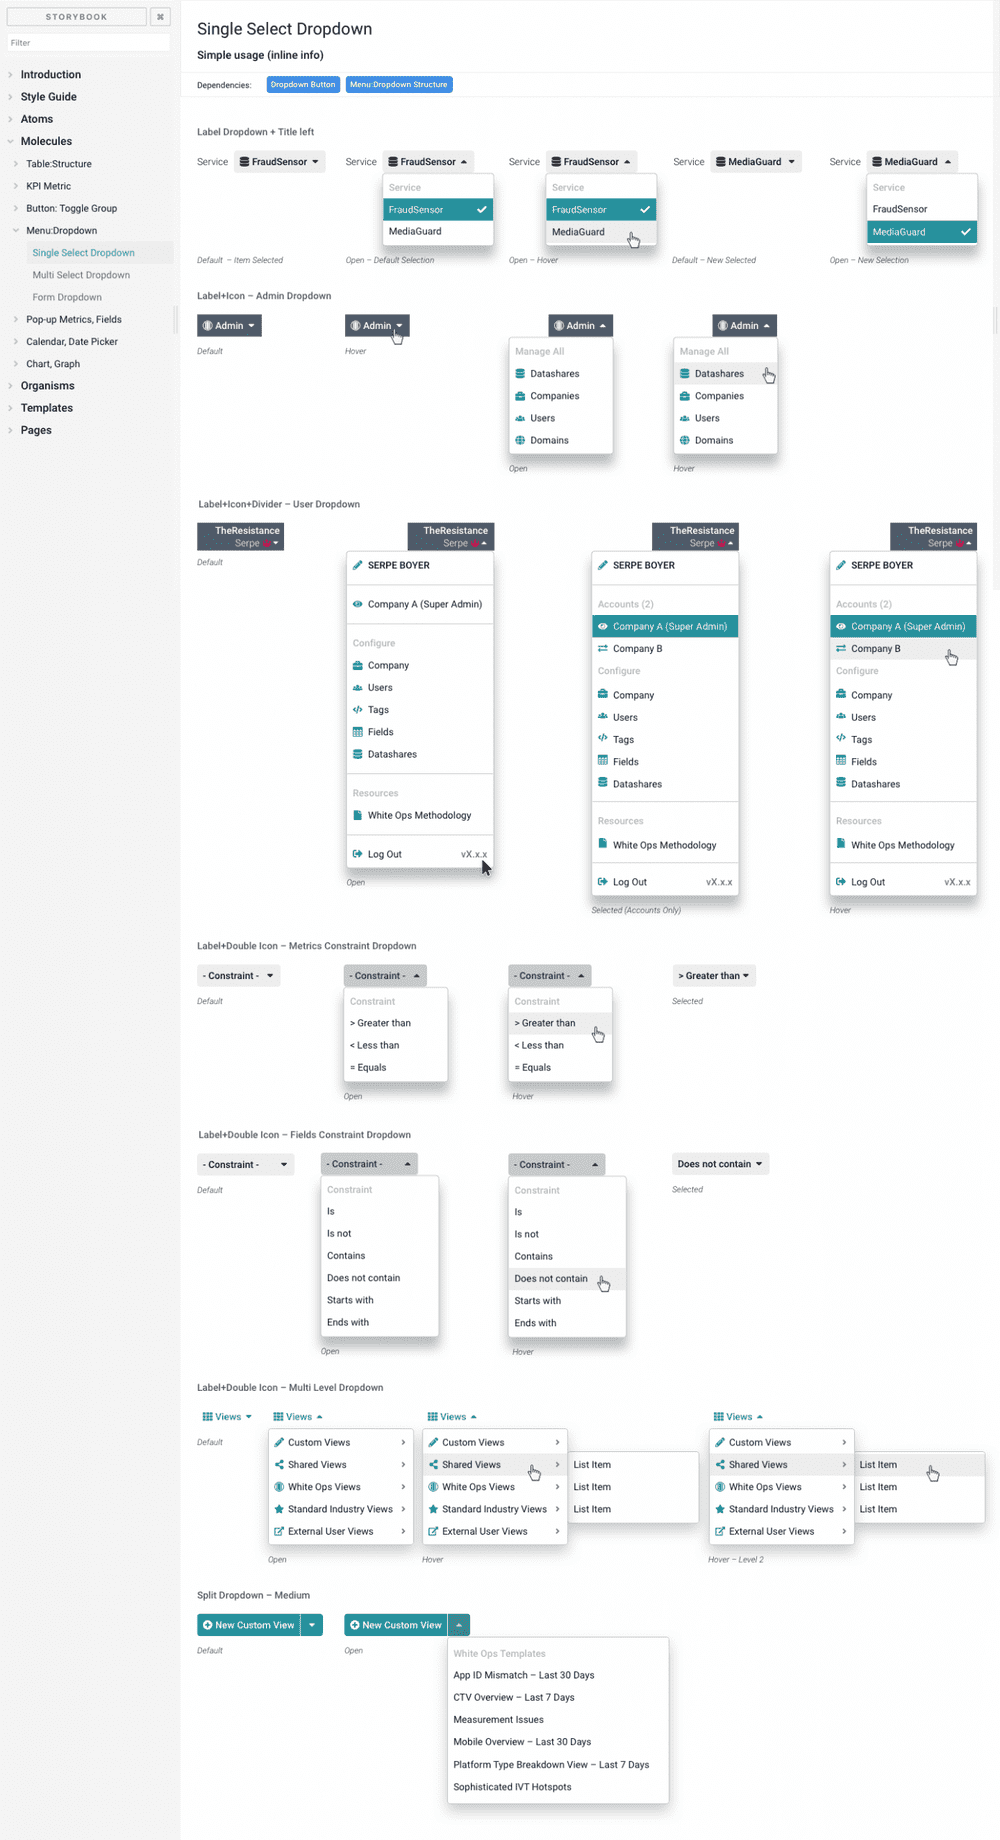 STORYBOOK
⌘
Filter
Introduction
Style Guide
Atoms
Molecules
Table:Structure
KPI Metric
Button: Toggle Group
Menu:Dropdown
Single Select Dropdown
Multi Select Dropdown
Form Dropdown
Pop-up Metrics, Fields
Calendar, Date Picker
Chart, Graph
Organisms
Templates
Pages
Single Select Dropdown
Simple usage (inline info)
Dependencies: Dropdown Button Menu:Dropdown Structure
Label Dropdown + Title left
Service FraudSensor
Default – Item Selected
Service FraudSensor
Service
FraudSensor
MediaGuard
Open – Default Selection
Service FraudSensor
Service
FraudSensor
MediaGuard
Open – Hover
Service MediaGuard
Default – New Selected
Service MediaGuard
Service
FraudSensor
MediaGuard
Open – New Selection
Label+Icon – Admin Dropdown
Admin
Default
Admin
Hover
Admin
Manage All
Datashares
Companies
Users
Domains
Open
Admin
Manage All
Datashares
Companies
Users
Domains
Hover
Label+Icon+Divider – User Dropdown
TheResistance
Serpe
Default
TheResistance
Serpe
SERPE BOYER
Company A (Super Admin)
Configure
Company
Users
Tags
Fields
Datashares
Resources
White Ops Methodology
Log Out vX.x.x
Open
TheResistance
Serpe
SERPE BOYER
Accounts (2)
Company A (Super Admin)
Company B
Configure
Company
Users
Tags
Fields
Datashares
Resources
White Ops Methodology
Log Out vX.x.x
Selected (Accounts Only)
TheResistance
Serpe
SERPE BOYER
Accounts (2)
Company A (Super Admin)
Company B
Configure
Company
Users
Tags
Fields
Datashares
Resources
White Ops Methodology
Log Out vX.x.x
Hover
Label+Double Icon – Metrics Constraint Dropdown
- Constraint -
Default
- Constraint -
Constraint
> Greater than
< Less than
= Equals
Open
- Constraint -
Constraint
> Greater than
< Less than
= Equals
Hover
> Greater than
Selected
Label+Double Icon – Fields Constraint Dropdown
- Constraint -
Default
- Constraint -
Constraint
Is
Is not
Contains
Does not contain
Starts with
Ends with
Open
- Constraint -
Constraint
Is
Is not
Contains
Does not contain
Starts with
Ends with
Hover
Does not contain
Selected
Label+Double Icon – Multi Level Dropdown
Views
Default
Views
Custom Views
Shared Views
White Ops Views
Standard Industry Views
External User Views
Open
Views
Custom Views
Shared Views
White Ops Views
Standard Industry Views
External User Views
List Item
List Item
List Item
Hover
Views
Custom Views
Shared Views
White Ops Views
Standard Industry Views
External User Views
List Item
List Item
List Item
Hover – Level 2
Split Dropdown – Medium
New Custom View
Default
New Custom View
Open
White Ops Templates
App ID Mismatch – Last 30 Days
CTV Overview – Last 7 Days
Measurement Issues
Mobile Overview – Last 30 Days
Platform Type Breakdown View – Last 7 Days
Sophisticated IVT Hotspots